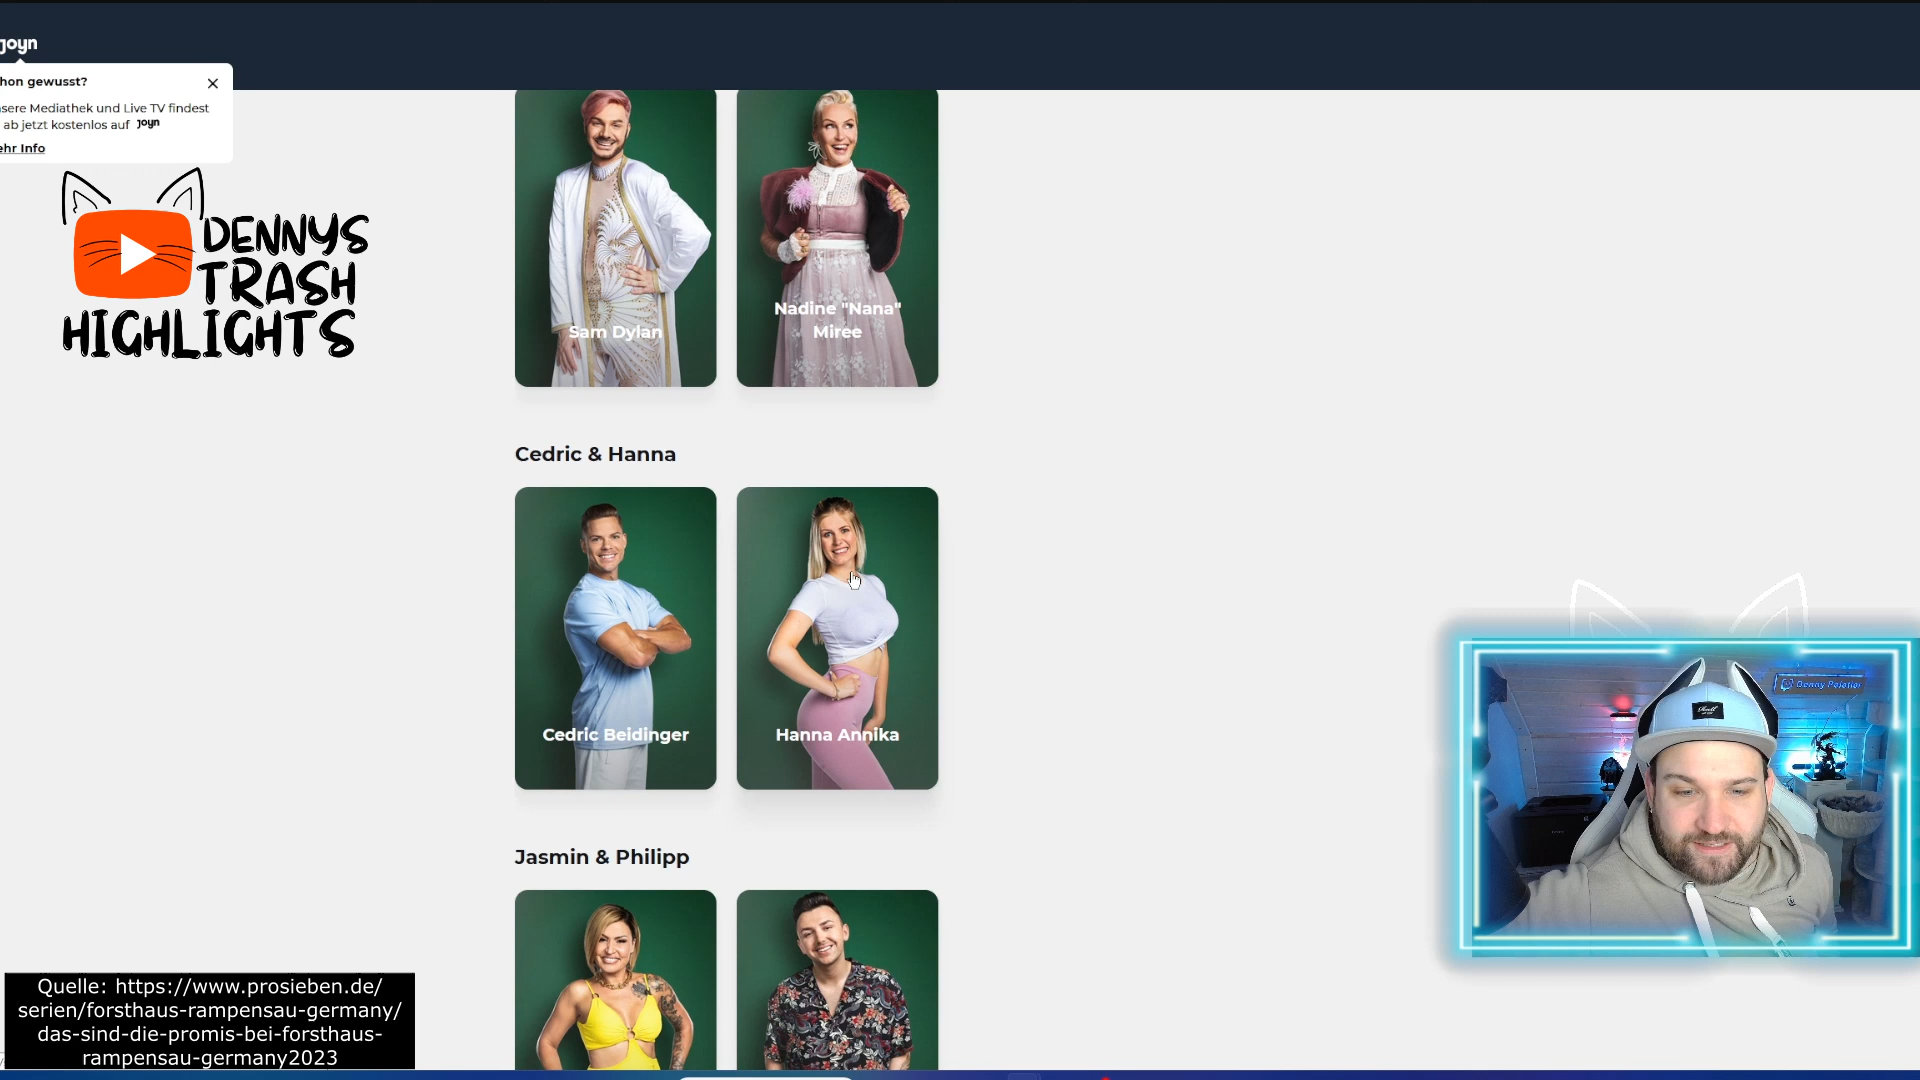 joyn
hon gewusst?
sere Mediathek und Live TV findest
ab jetzt kostenlos auf joyn
ehr Info
DENNYS
TRASH
HIGHLIGHTS
Sam Dylan
Nadine "Nana"
Miree
Cedric & Hanna
Cedric Beidinger
Hanna Annika
Jasmin & Philipp
Quelle: https://www.prosieben.de/
serien/forsthaus-rampensau-germany/
das-sind-die-promis-bei-forsthaus-
rampensau-germany2023